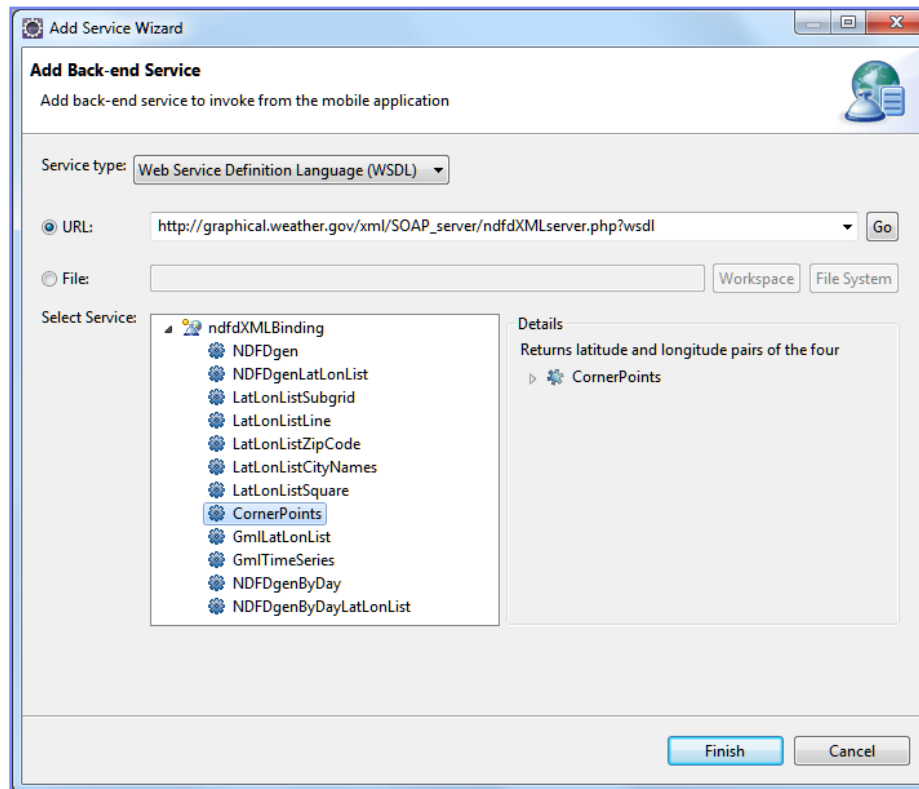 Add Service Wizard
Add Back-end Service
Add back-end service to invoke from the mobile application
Service type: Web Service Definition Language (WSDL)
URL: http://graphical.weather.gov/xml/SOAP_server/ndfdXMLserver.php?wsdl Go
File: Workspace File System
Select Service:
ndfdXMLBinding
NDFDgen
NDFDgenLatLonList
LatLonListSubgrid
LatLonListLine
LatLonListZipCode
LatLonListCityNames
LatLonListSquare
CornerPoints
GmlLatLonList
GmlTimeSeries
NDFDgenByDay
NDFDgenByDayLatLonList
Details
Returns latitude and longitude pairs of the four
CornerPoints
Finish Cancel